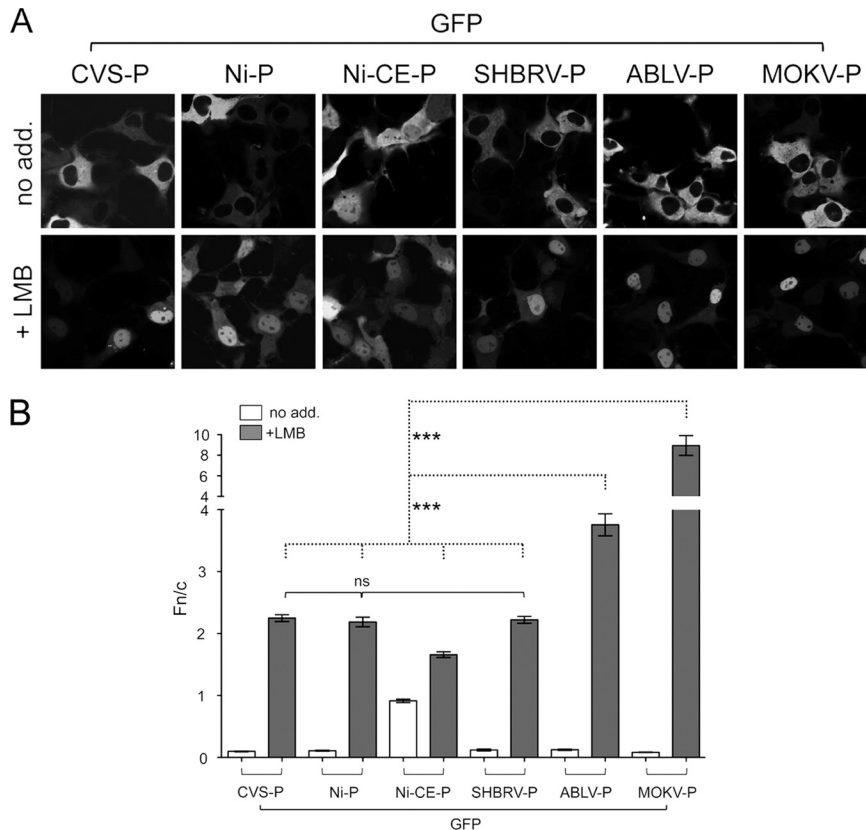 A
GFP
CVS-P Ni-P Ni-CE-P SHBRV-P ABLV-P MOKV-P
no add.
+ LMB
B
no add.
+LMB
***
***
ns
Fn/c
10
8
6
4
4
3
2
1
0
CVS-P Ni-P Ni-CE-P SHBRV-P ABLV-P MOKV-P
GFP